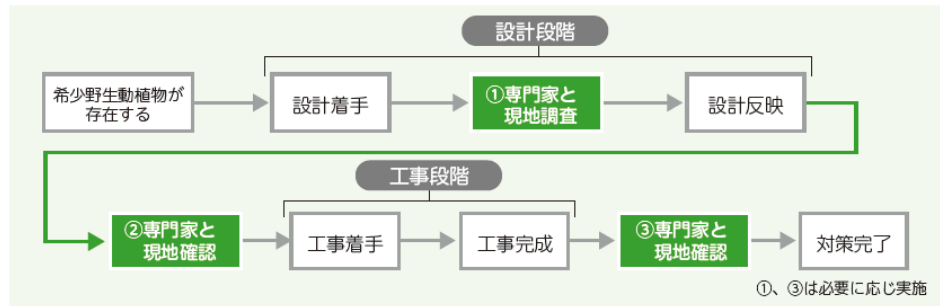 設計段階
希少野生動植物が
存在する
設計着手
①専門家と
現地調査
設計反映
工事段階
②専門家と
現地確認
工事着手
工事完成
③専門家と
現地確認
対策完了
①、③は必要に応じ実施